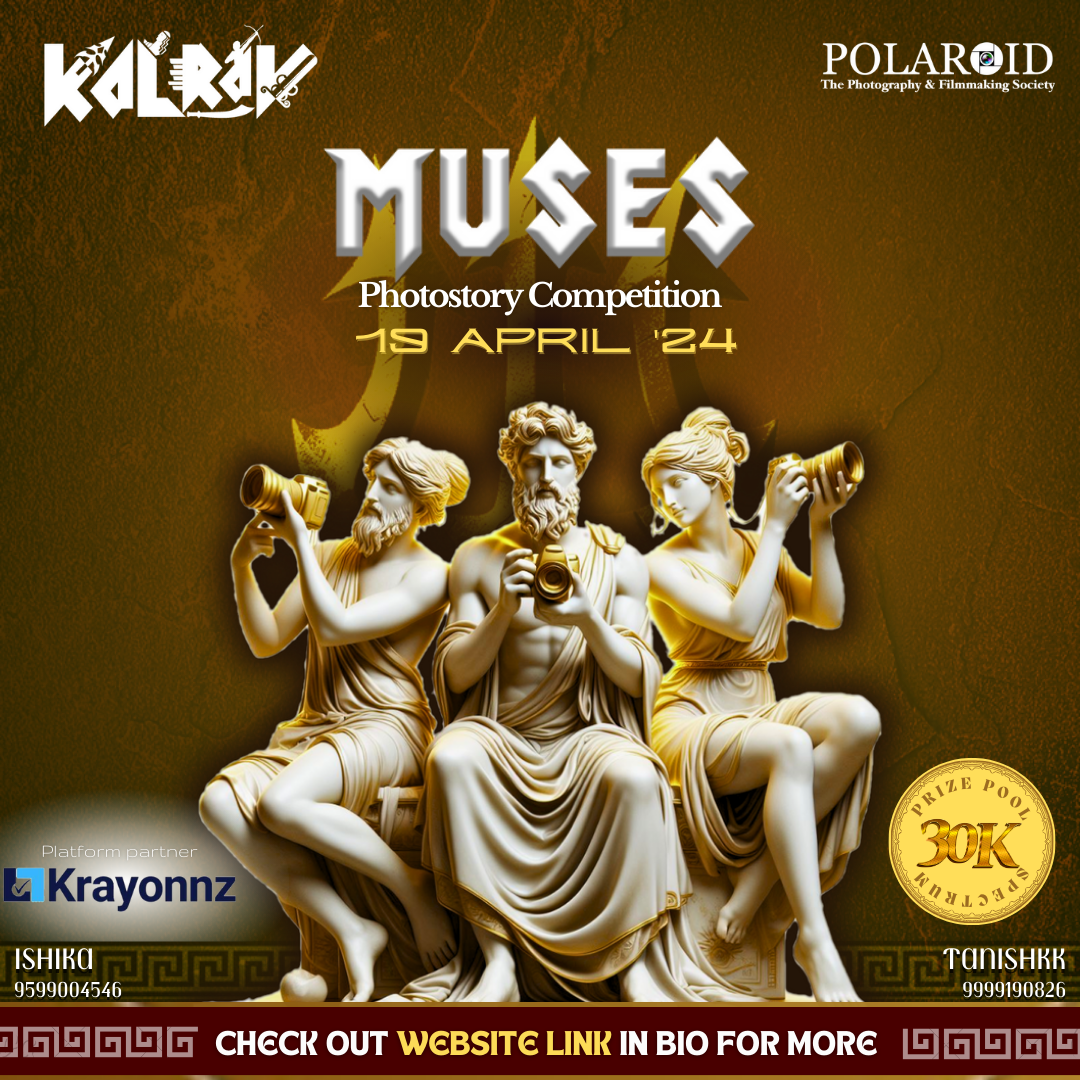 KALRAV
POLAROID
The Photography & Filmmaking Society
MUSES
Photostory Competition
19 APRIL '24
PRIZE POOL
30K
SPECTRUM
Platform partner
Krayonnz
ISHIKA
9599004546
TANISHKK
9999190826
CHECK OUT WEBSITE LINK IN BIO FOR MORE